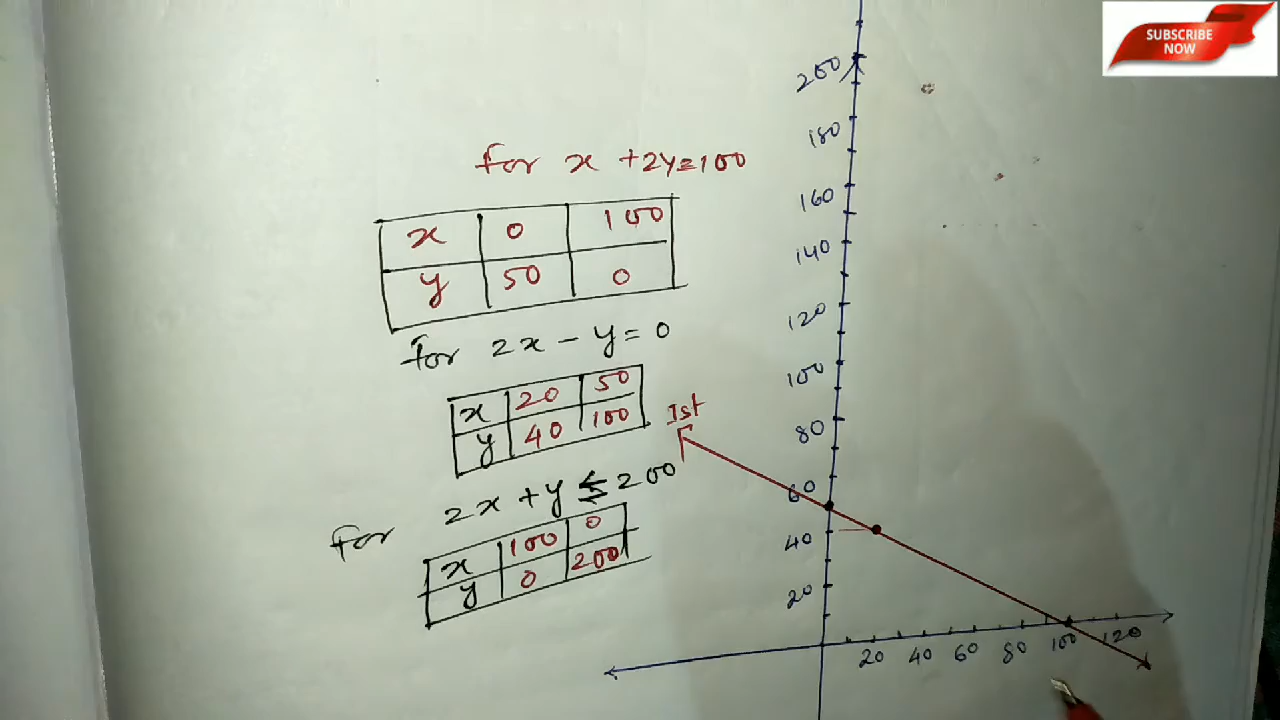 SUBSCRIBE
NOW
for x + 2y = 100
x 0 100
y 50 0
for 2x - y = 0
x 20 50
y 40 100
Ist
for 2x + y ≤ 200
x 100 0
y 0 200
200
180
160
140
120
100
80
60
40
20
20 40 60 80 100 120